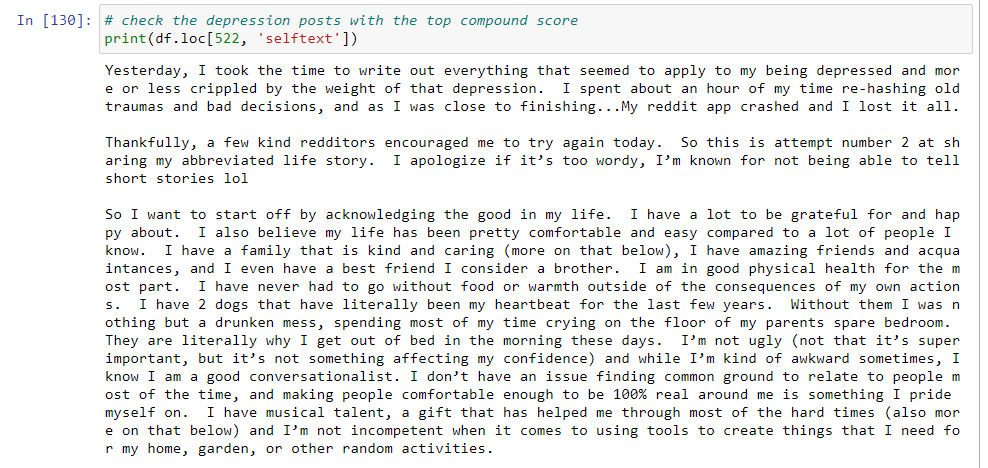 In [130]: # check the depression posts with the top compound score
print(df.loc[522, 'selftext'])
Yesterday, I took the time to write out everything that seemed to apply to my being depressed and mor
e or less crippled by the weight of that depression.  I spent about an hour of my time re-hashing old
traumas and bad decisions, and as I was close to finishing...My reddit app crashed and I lost it all.

Thankfully, a few kind redditors encouraged me to try again today.  So this is attempt number 2 at sh
aring my abbreviated life story.  I apologize if it’s too wordy, I’m known for not being able to tell
short stories lol

So I want to start off by acknowledging the good in my life.  I have a lot to be grateful for and hap
py about.  I also believe my life has been pretty comfortable and easy compared to a lot of people I
know.  I have a family that is kind and caring (more on that below), I have amazing friends and acqua
intances, and I even have a best friend I consider a brother.  I am in good physical health for the m
ost part.  I have never had to go without food or warmth outside of the consequences of my own action
s.  I have 2 dogs that have literally been my heartbeat for the last few years.  Without them I was n
othing but a drunken mess, spending most of my time crying on the floor of my parents spare bedroom.
They are literally why I get out of bed in the morning these days.  I’m not ugly (not that it’s super
important, but it’s not something affecting my confidence) and while I’m kind of awkward sometimes, I
know I am a good conversationalist. I don’t have an issue finding common ground to relate to people m
ost of the time, and making people comfortable enough to be 100% real around me is something I pride
myself on.  I have musical talent, a gift that has helped me through most of the hard times (also mor
e on that below) and I’m not incompetent when it comes to using tools to create things that I need fo
r my home, garden, or other random activities.